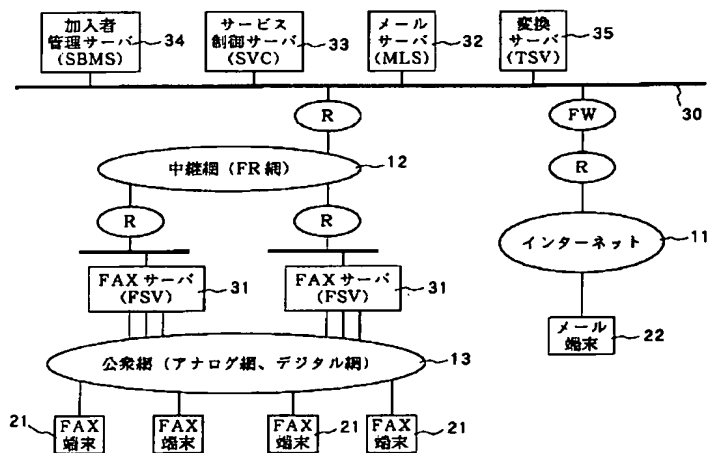 加入者
管理サーバ
(SBMS)
34
サービス
制御サーバ
(SVC)
33
メール
サーバ
(MLS)
32
変換
サーバ
(TSV)
35
30
R
FW
中継網(FR網)
12
R
R
R
インターネット
11
FAXサーバ
(FSV)
31
FAXサーバ
(FSV)
31
メール
端末
22
公衆網(アナログ網、デジタル網)
13
21
FAX
端末
FAX
端末
FAX
端末
21
FAX
端末
21